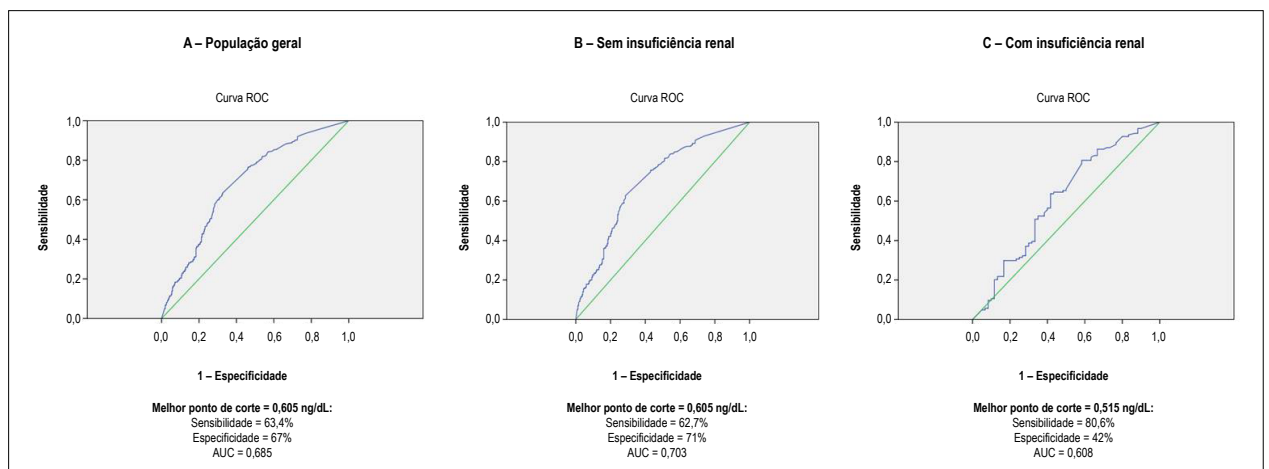 A – População geral
Curva ROC
Sensibilidade
1,0
0,8
0,6
0,4
0,2
0,0
0,0 0,2 0,4 0,6 0,8 1,0
1 – Especificidade
Melhor ponto de corte = 0,605 ng/dL:
Sensibilidade = 63,4%
Especificidade = 67%
AUC = 0,685
B – Sem insuficiência renal
Curva ROC
Sensibilidade
1,0
0,8
0,6
0,4
0,2
0,0
0,0 0,2 0,4 0,6 0,8 1,0
1 – Especificidade
Melhor ponto de corte = 0,605 ng/dL:
Sensibilidade = 62,7%
Especificidade = 71%
AUC = 0,703
C – Com insuficiência renal
Curva ROC
Sensibilidade
1,0
0,8
0,6
0,4
0,2
0,0
0,0 0,2 0,4 0,6 0,8 1,0
1 – Especificidade
Melhor ponto de corte = 0,515 ng/dL:
Sensibilidade = 80,6%
Especificidade = 42%
AUC = 0,608